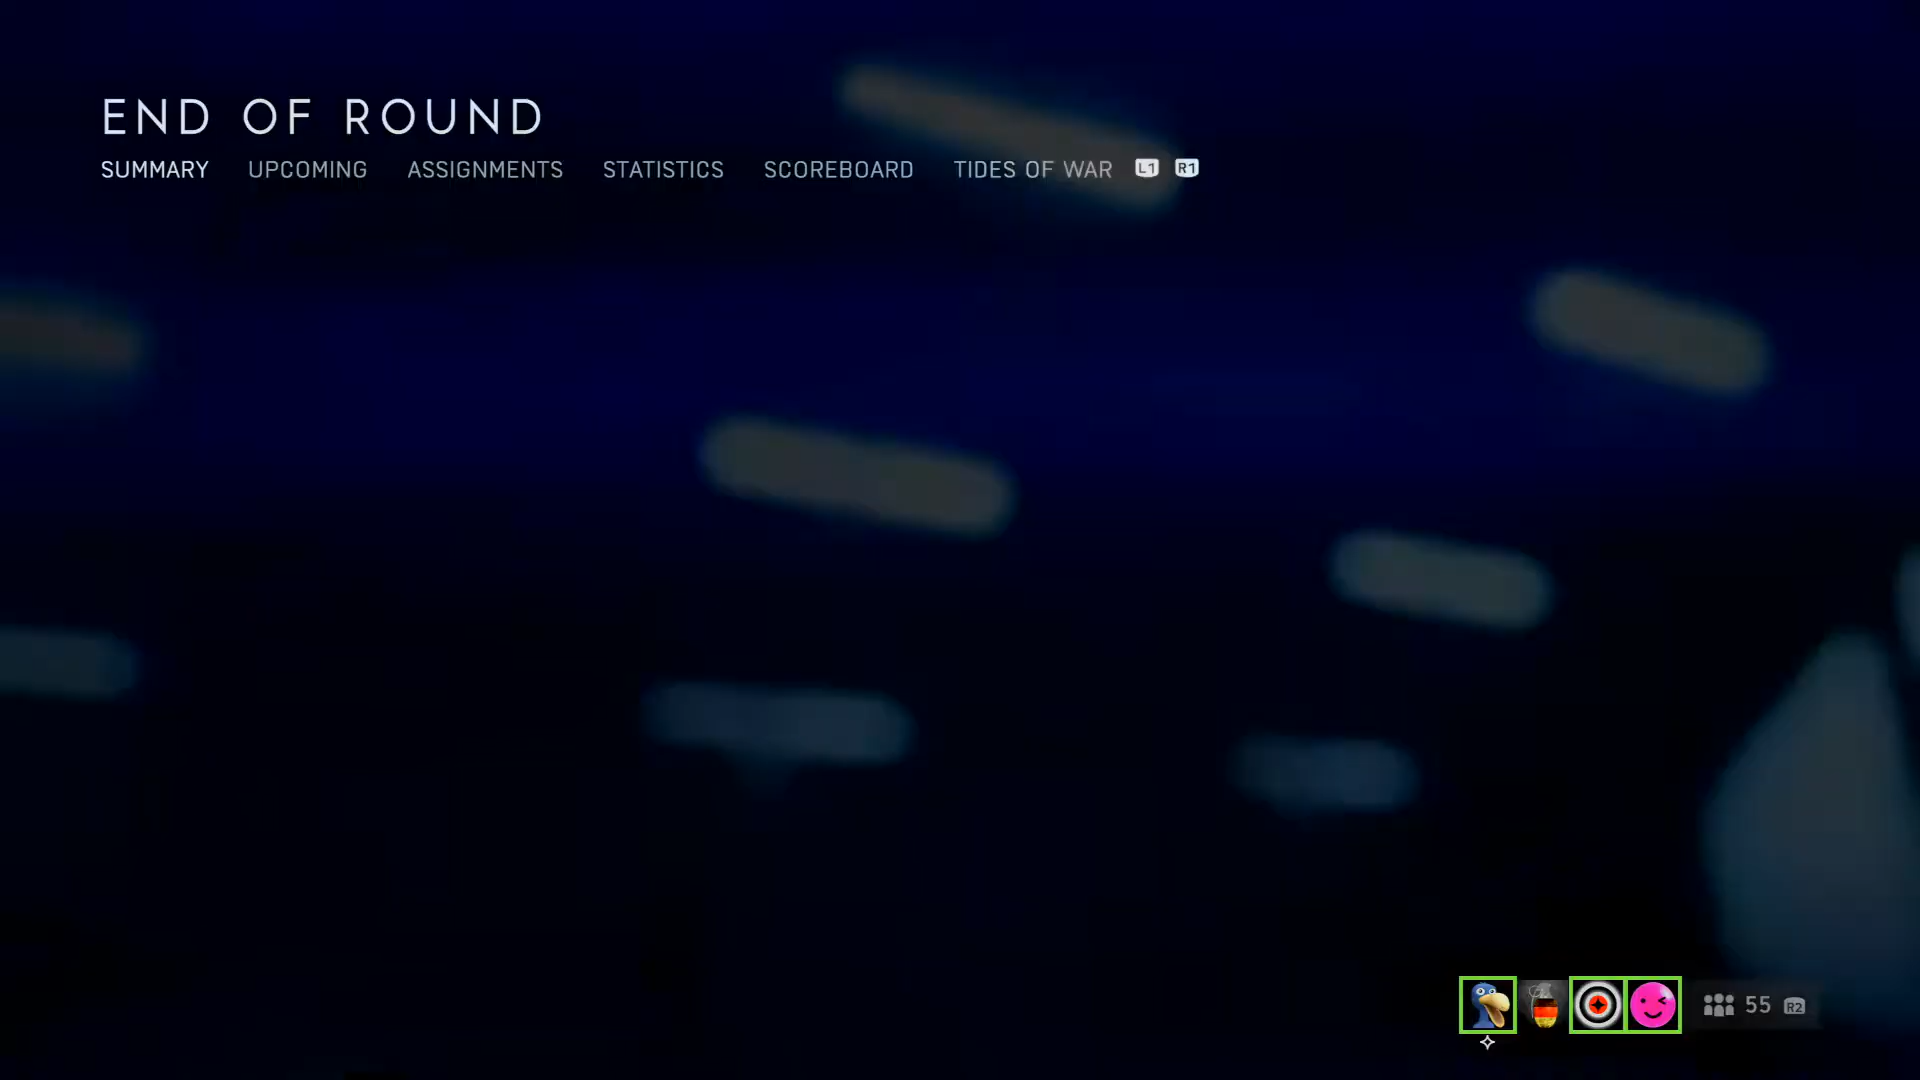 END OF ROUND
SUMMARY UPCOMING ASSIGNMENTS STATISTICS SCOREBOARD TIDES OF WAR L1 R1
55 R2